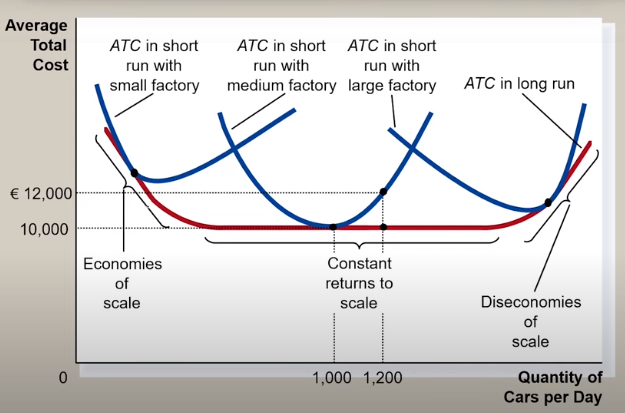 Average
Total
Cost
ATC in short
run with
small factory
ATC in short
run with
medium factory
ATC in short
run with
large factory
ATC in long run
€ 12,000
10,000
Economies
of
scale
Constant
returns to
scale
Diseconomies
of
scale
0
1,000
1,200
Quantity of
Cars per Day